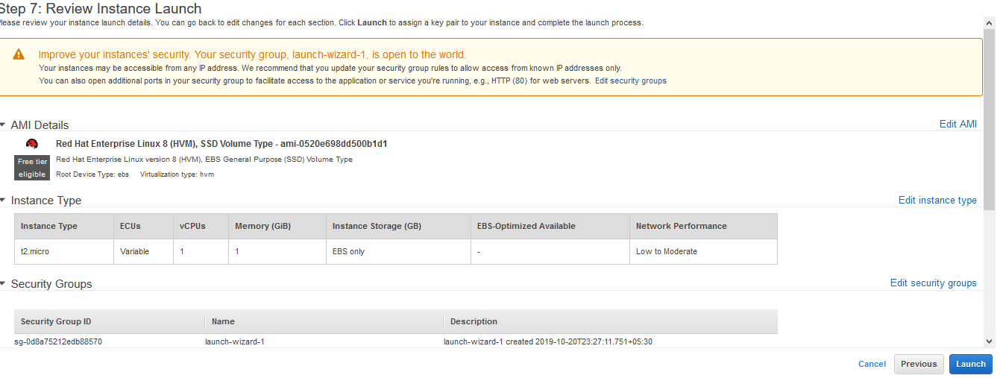 Step 7: Review Instance Launch
Please review your instance launch details. You can go back to edit changes for each section. Click Launch to assign a key pair to your instance and complete the launch process.
Improve your instances' security. Your security group, launch-wizard-1, is open to the world.
Your instances may be accessible from any IP address. We recommend that you update your security group rules to allow access from known IP addresses only.
You can also open additional ports in your security group to facilitate access to the application or service you're running, e.g., HTTP (80) for web servers. Edit security groups
AMI Details Edit AMI
Red Hat Enterprise Linux 8 (HVM), SSD Volume Type - ami-0520e698dd500b1d1
Free tier eligible
Red Hat Enterprise Linux version 8 (HVM), EBS General Purpose (SSD) Volume Type
Root Device Type: ebs Virtualization type: hvm
Instance Type Edit instance type
Instance Type ECUs vCPUs Memory (GiB) Instance Storage (GB) EBS-Optimized Available Network Performance
t2.micro Variable 1 1 EBS only - Low to Moderate
Security Groups Edit security groups
Security Group ID Name Description
sg-0d8a75212edb88570 launch-wizard-1 launch-wizard-1 created 2019-10-20T23:27:11.751+05:30
Cancel Previous Launch